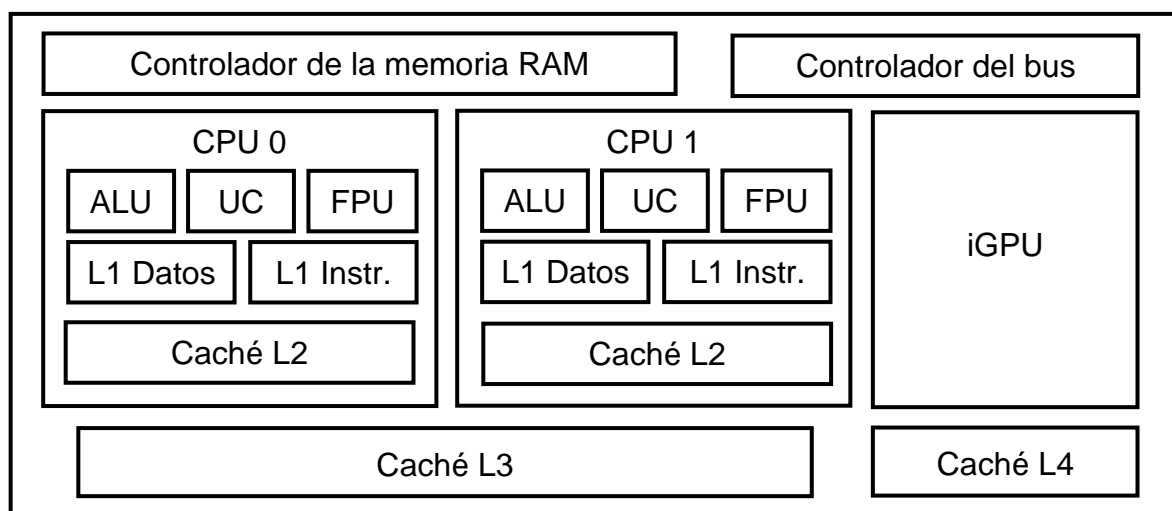 Controlador de la memoria RAM
Controlador del bus
CPU 0
ALU
UC
FPU
L1 Datos
L1 Instr.
Caché L2
CPU 1
ALU
UC
FPU
L1 Datos
L1 Instr.
Caché L2
iGPU
Caché L3
Caché L4